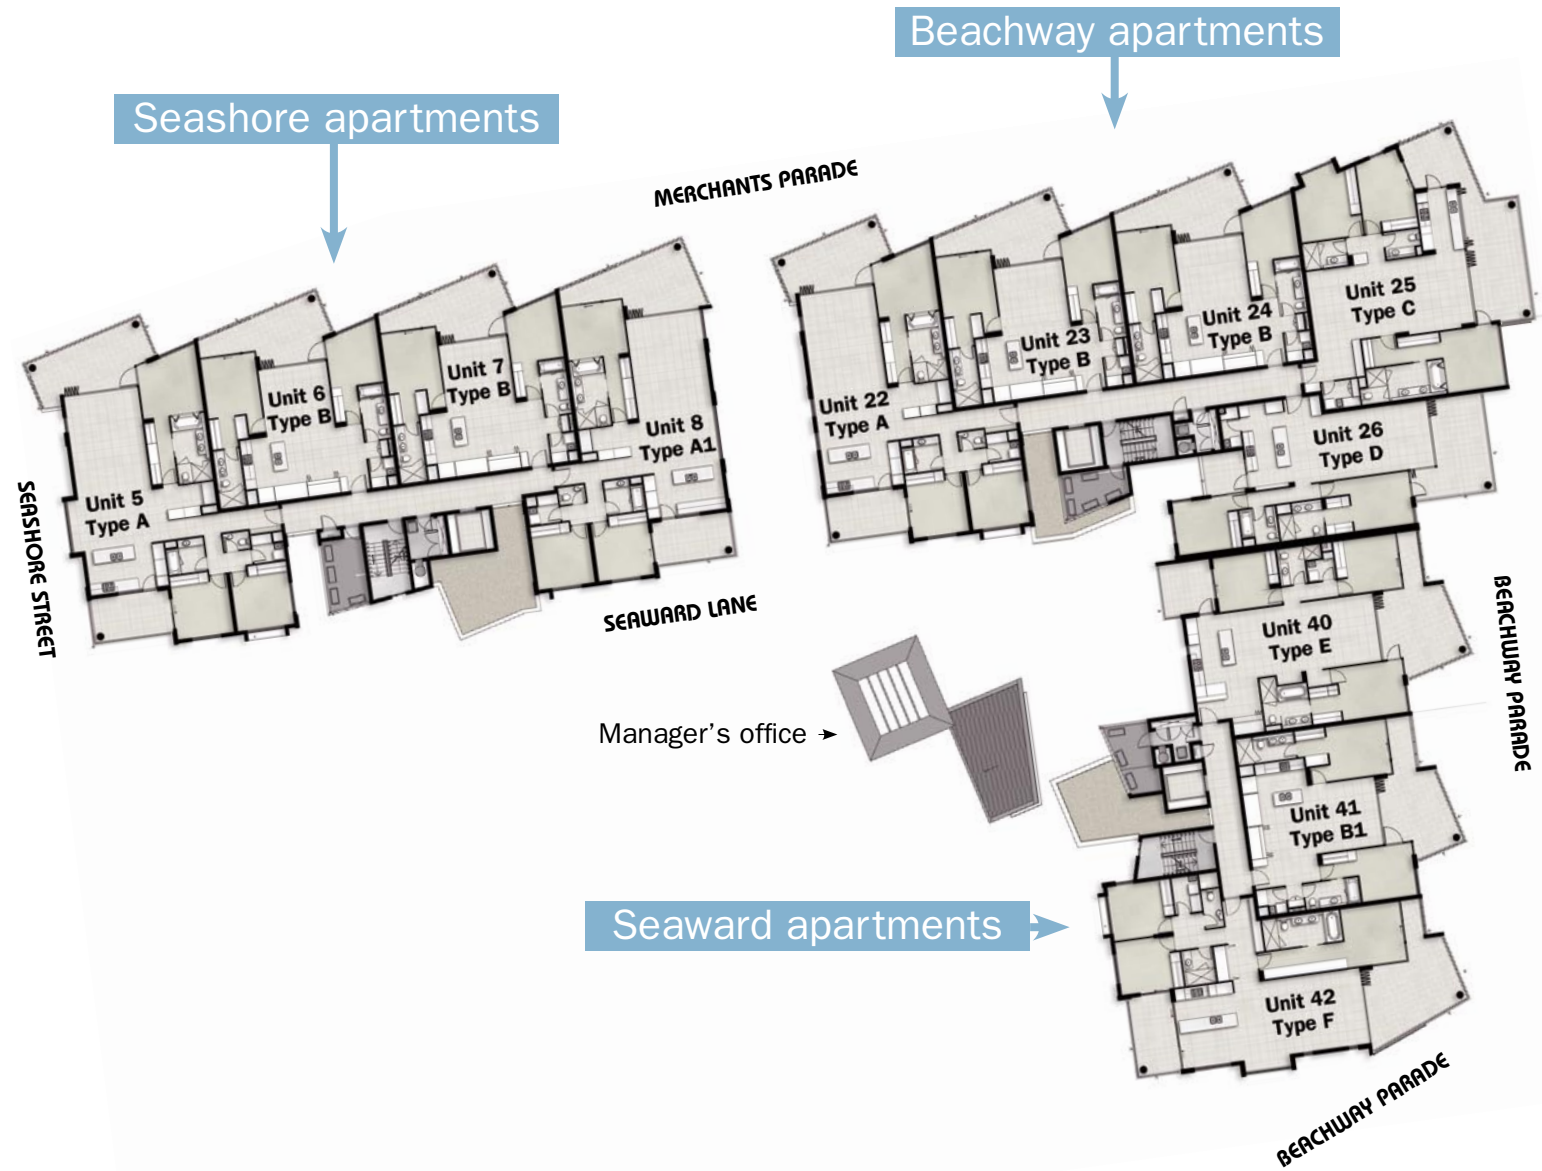 Beachway apartments
Seashore apartments
MERCHANTS PARADE
Unit 25
Type C
Unit 24
Type B
Unit 23
Type B
Unit 22
Type A
Unit 7
Type B
Unit 6
Type B
Unit 8
Type A1
Unit 26
Type D
Unit 5
Type A
SEASHORE STREET
SEAWARD LANE
BEACHWAY PARADE
Unit 40
Type E
Manager’s office
Unit 41
Type B1
Seaward apartments
Unit 42
Type F
BEACHWAY PARADE